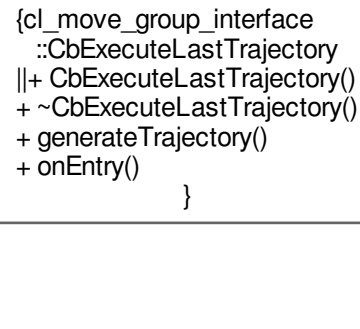 {cl_move_group_interface
::CbExecuteLastTrajectory
||+ CbExecuteLastTrajectory()
+ ~CbExecuteLastTrajectory()
+ generateTrajectory()
+ onEntry()
}